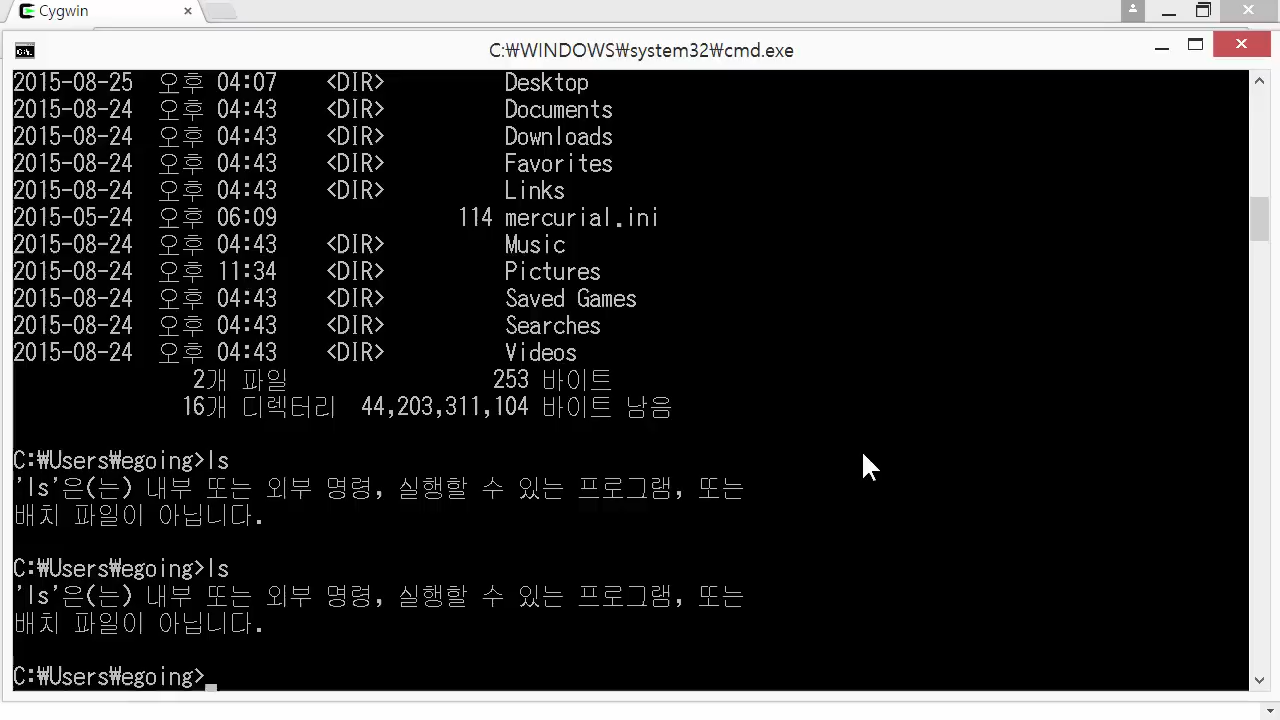 Cygwin
C:₩WINDOWS₩system32₩cmd.exe
2015-08-25 오후 04:07 <DIR> Desktop
2015-08-24 오후 04:43 <DIR> Documents
2015-08-24 오후 04:43 <DIR> Downloads
2015-08-24 오후 04:43 <DIR> Favorites
2015-08-24 오후 04:43 <DIR> Links
2015-05-24 오후 06:09 114 mercurial.ini
2015-08-24 오후 04:43 <DIR> Music
2015-08-24 오후 11:34 <DIR> Pictures
2015-08-24 오후 04:43 <DIR> Saved Games
2015-08-24 오후 04:43 <DIR> Searches
2015-08-24 오후 04:43 <DIR> Videos
2개 파일 253 바이트
16개 디렉터리 44,203,311,104 바이트 남음
C:₩Users₩egoing>ls
'ls'은(는) 내부 또는 외부 명령, 실행할 수 있는 프로그램, 또는
배치 파일이 아닙니다.
C:₩Users₩egoing>ls
'ls'은(는) 내부 또는 외부 명령, 실행할 수 있는 프로그램, 또는
배치 파일이 아닙니다.
C:₩Users₩egoing>